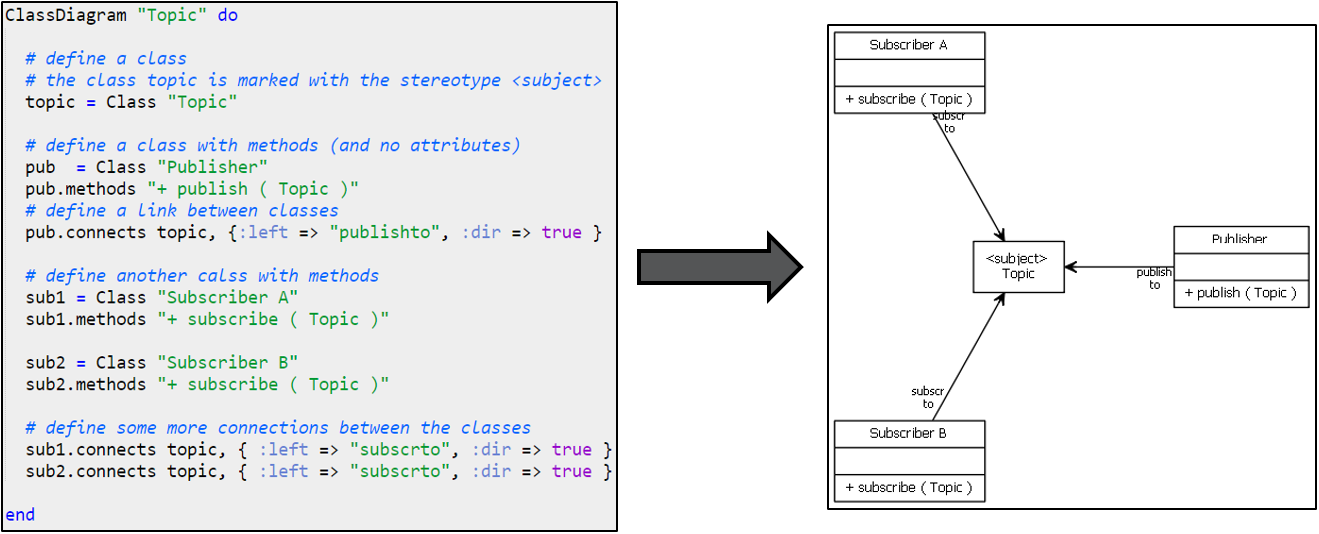 ClassDiagram "Topic" do
# define a class
# the class topic is marked with the stereotype <subject>
topic = Class "Topic"
# define a class with methods (and no attributes)
pub  = Class "Publisher"
pub.methods "+ publish ( Topic )"
# define a link between classes
pub.connects topic, {:left => "publishto", :dir => true }
# define another calss with methods
sub1 = Class "Subscriber A"
sub1.methods "+ subscribe ( Topic )"
sub2 = Class "Subscriber B"
sub2.methods "+ subscribe ( Topic )"
# define some more connections between the classes
sub1.connects topic, { :left => "subscrto", :dir => true }
sub2.connects topic, { :left => "subscrto", :dir => true }
end
Subscriber A
+ subscribe ( Topic )
subscr
to
<subject>
Topic
Publisher
+ publish ( Topic )
publish
to
subscr
to
Subscriber B
+ subscribe ( Topic )